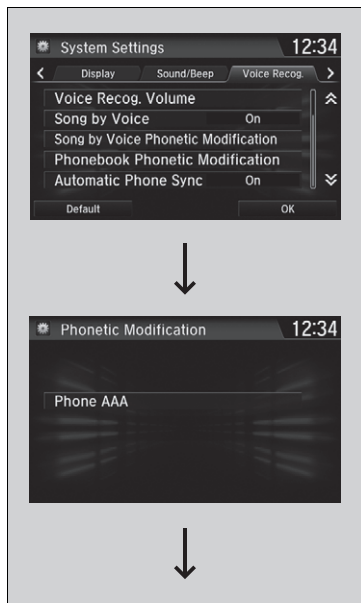 System Settings 12:34
Display Sound/Beep Voice Recog.
Voice Recog. Volume
Song by Voice On
Song by Voice Phonetic Modification
Phonebook Phonetic Modification
Automatic Phone Sync On
Default OK
Phonetic Modification 12:34
Phone AAA